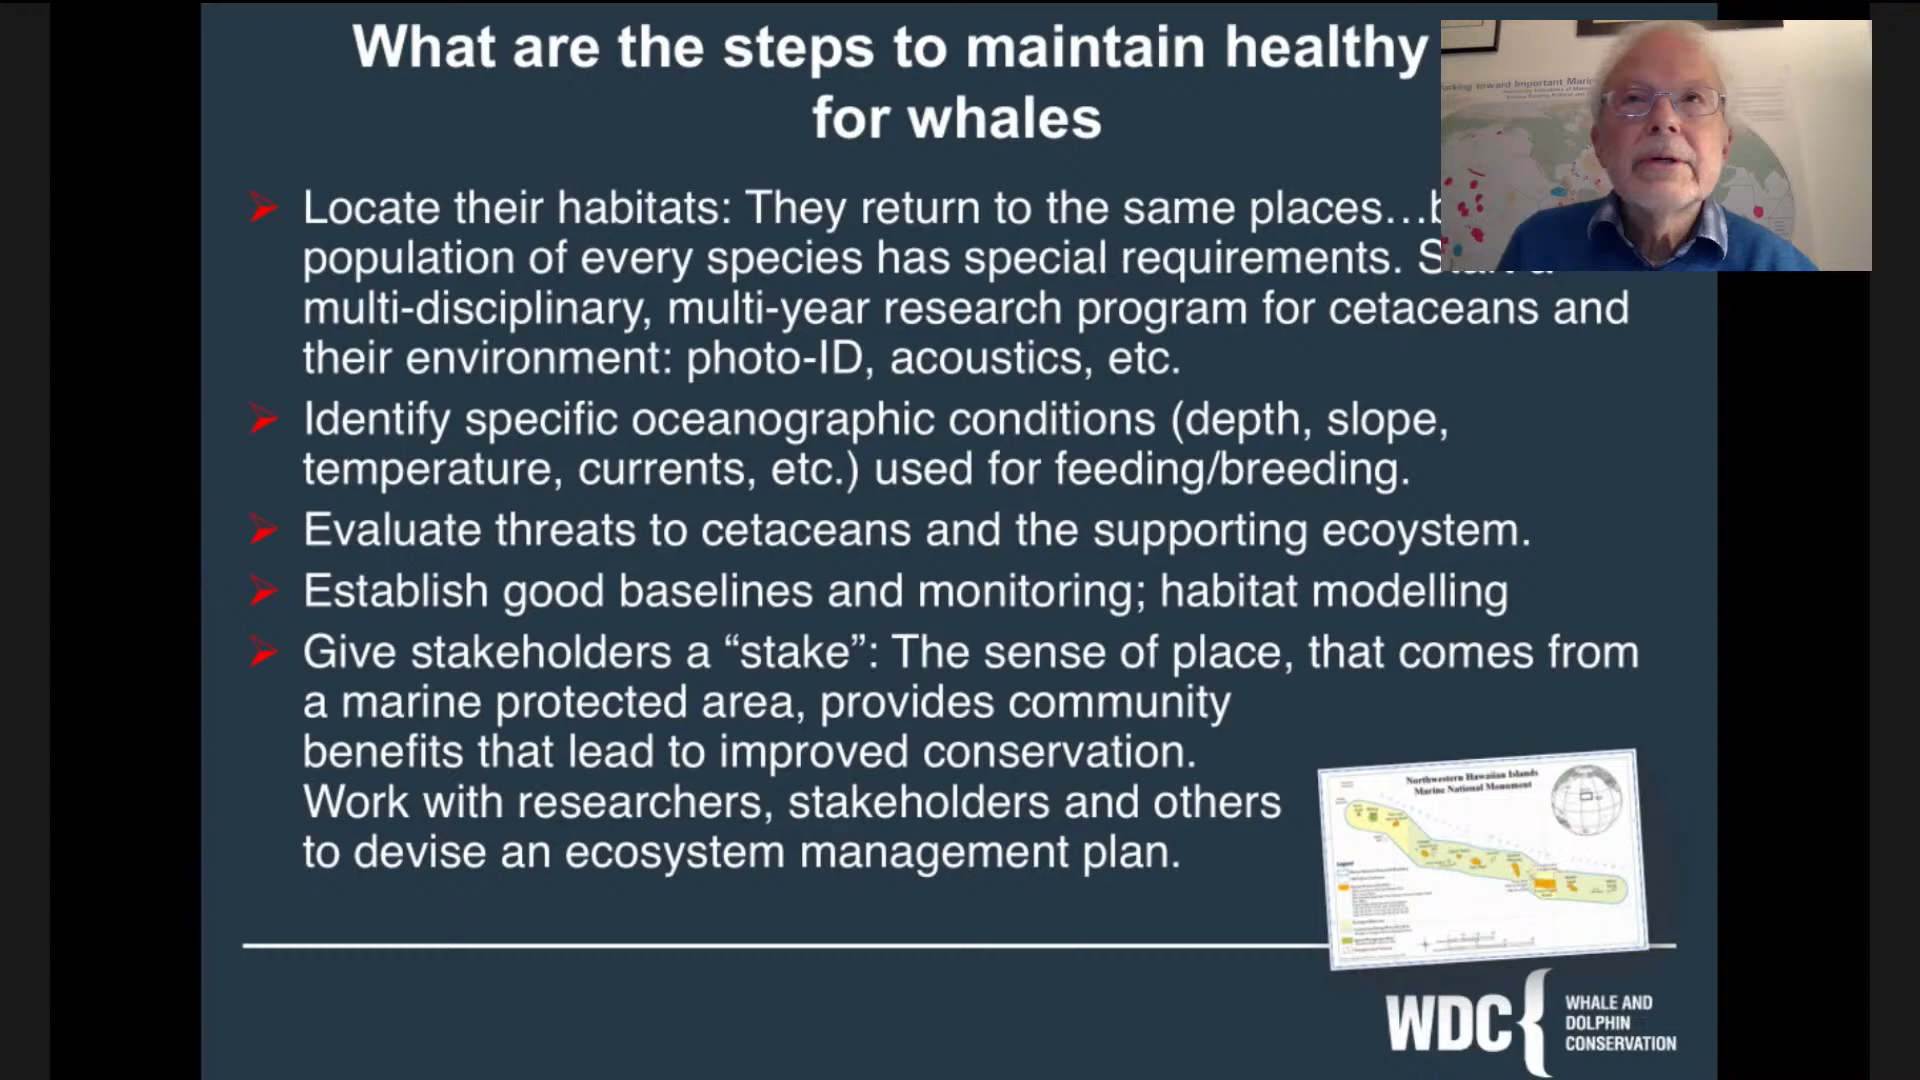 What are the steps to maintain healthy
for whales
Locate their habitats: They return to the same places…
population of every species has special requirements.
multi-disciplinary, multi-year research program for cetaceans and
their environment: photo-ID, acoustics, etc.
Identify specific oceanographic conditions (depth, slope,
temperature, currents, etc.) used for feeding/breeding.
Evaluate threats to cetaceans and the supporting ecoystem.
Establish good baselines and monitoring; habitat modelling
Give stakeholders a “stake”: The sense of place, that comes from
a marine protected area, provides community
benefits that lead to improved conservation.
Work with researchers, stakeholders and others
to devise an ecosystem management plan.
toward Important
Northwestern Hawaiian Islands
Marine National Monument
Legend
WDC
WHALE AND
DOLPHIN
CONSERVATION